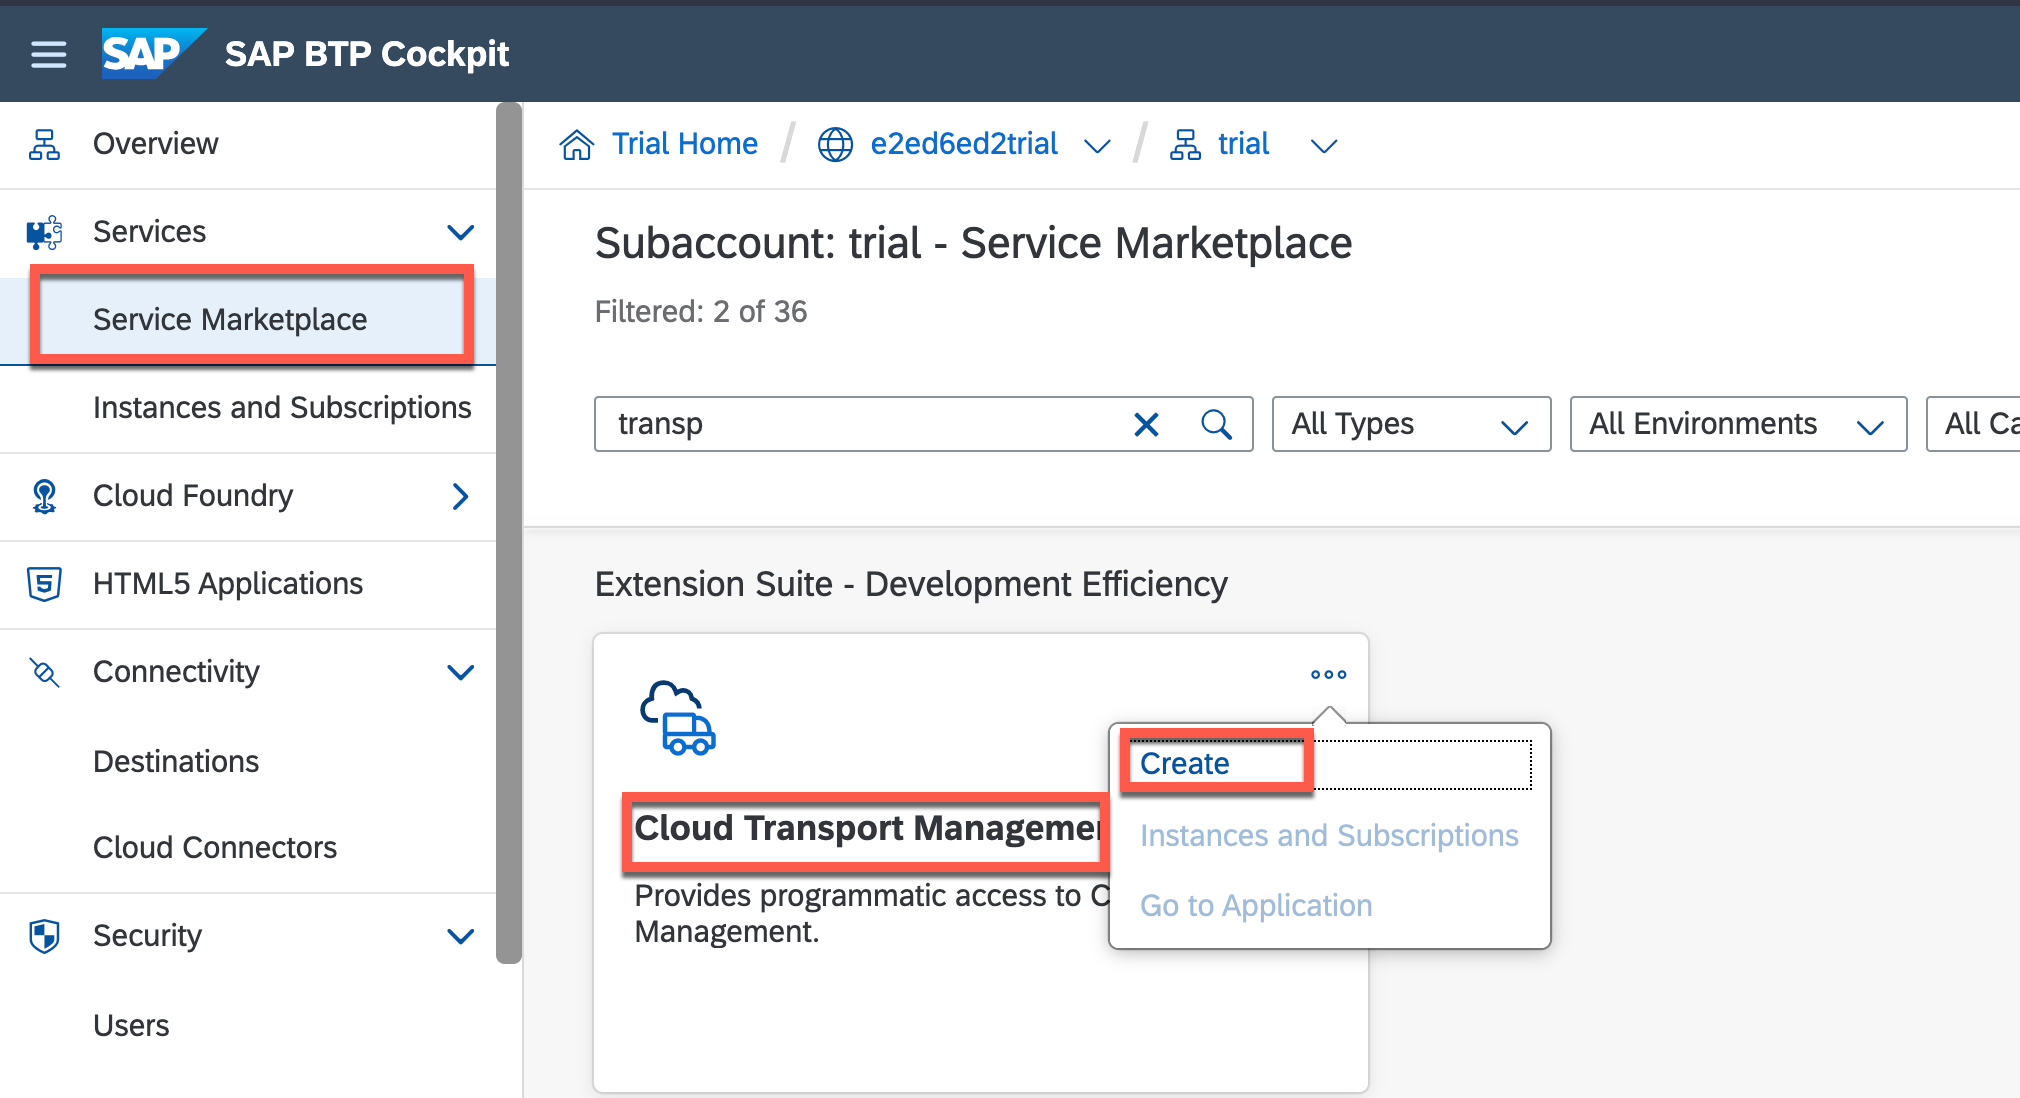 SAP SAP BTP Cockpit
Overview
Services
Service Marketplace
Instances and Subscriptions
Cloud Foundry
HTML5 Applications
Connectivity
Destinations
Cloud Connectors
Security
Users
Trial Home / e2ed6ed2trial / trial
Subaccount: trial - Service Marketplace
Filtered: 2 of 36
transp
All Types
All Environments
All Ca
Extension Suite - Development Efficiency
Cloud Transport Managemen
Provides programmatic access to C
Management.
Create
Instances and Subscriptions
Go to Application